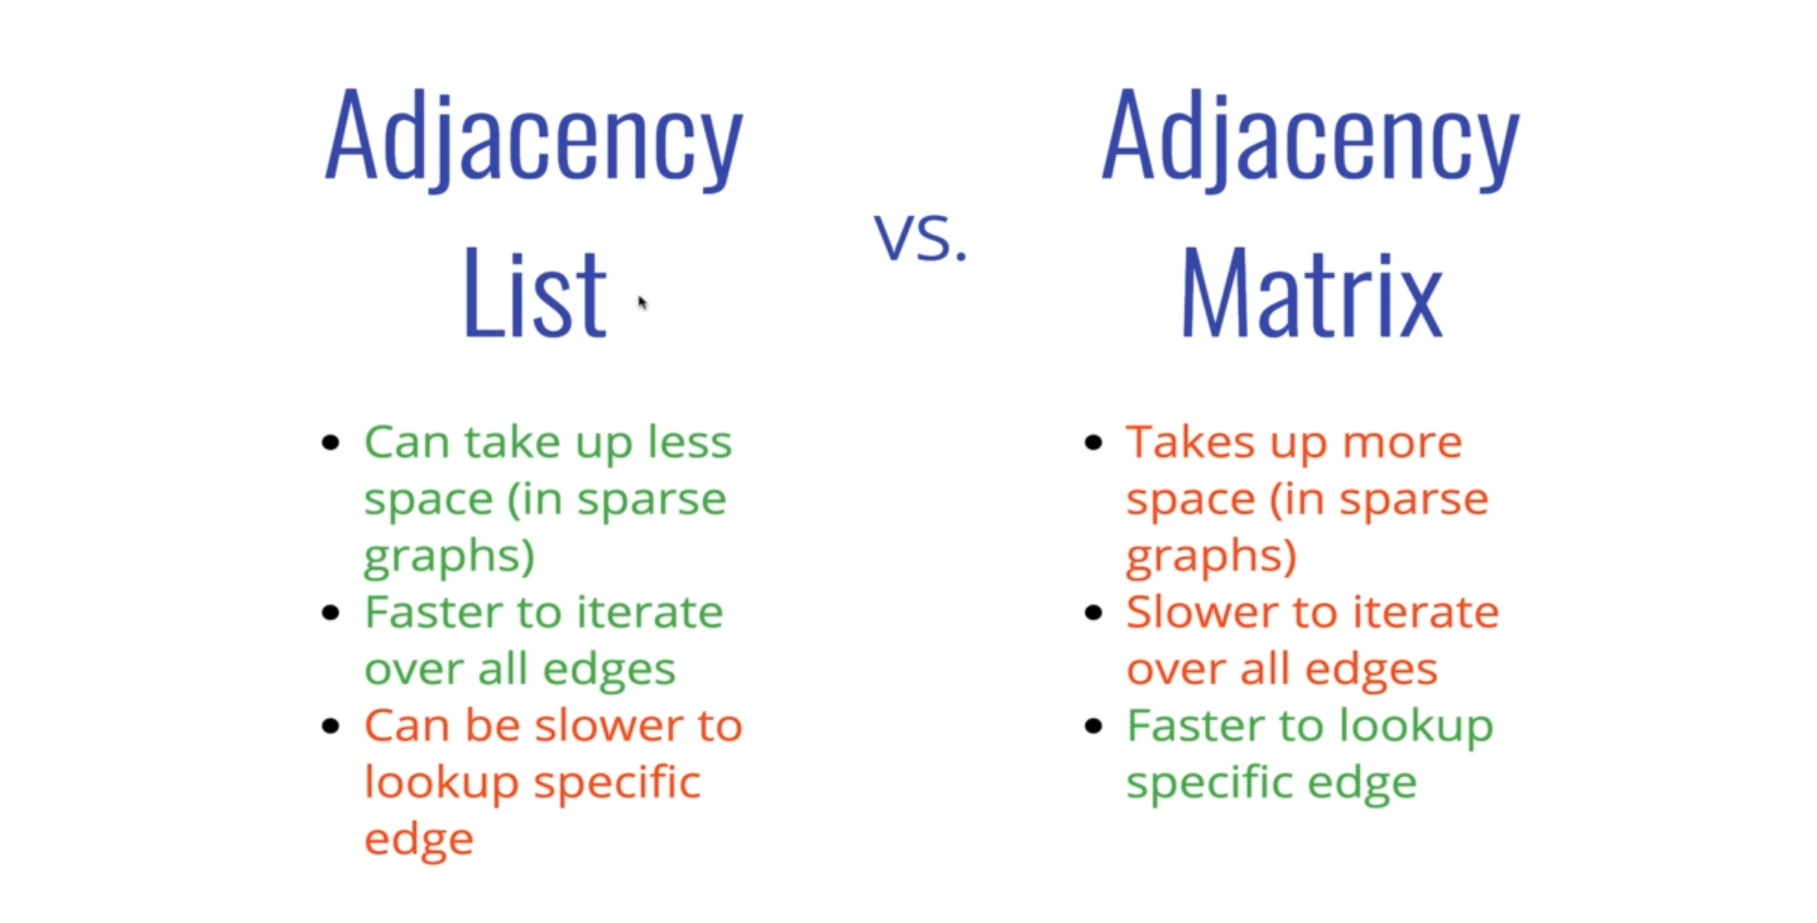 Adjacency
List
vs.
Adjacency
Matrix
• Can take up less
space (in sparse
graphs)
• Faster to iterate
over all edges
• Can be slower to
lookup specific
edge
• Takes up more
space (in sparse
graphs)
• Slower to iterate
over all edges
• Faster to lookup
specific edge